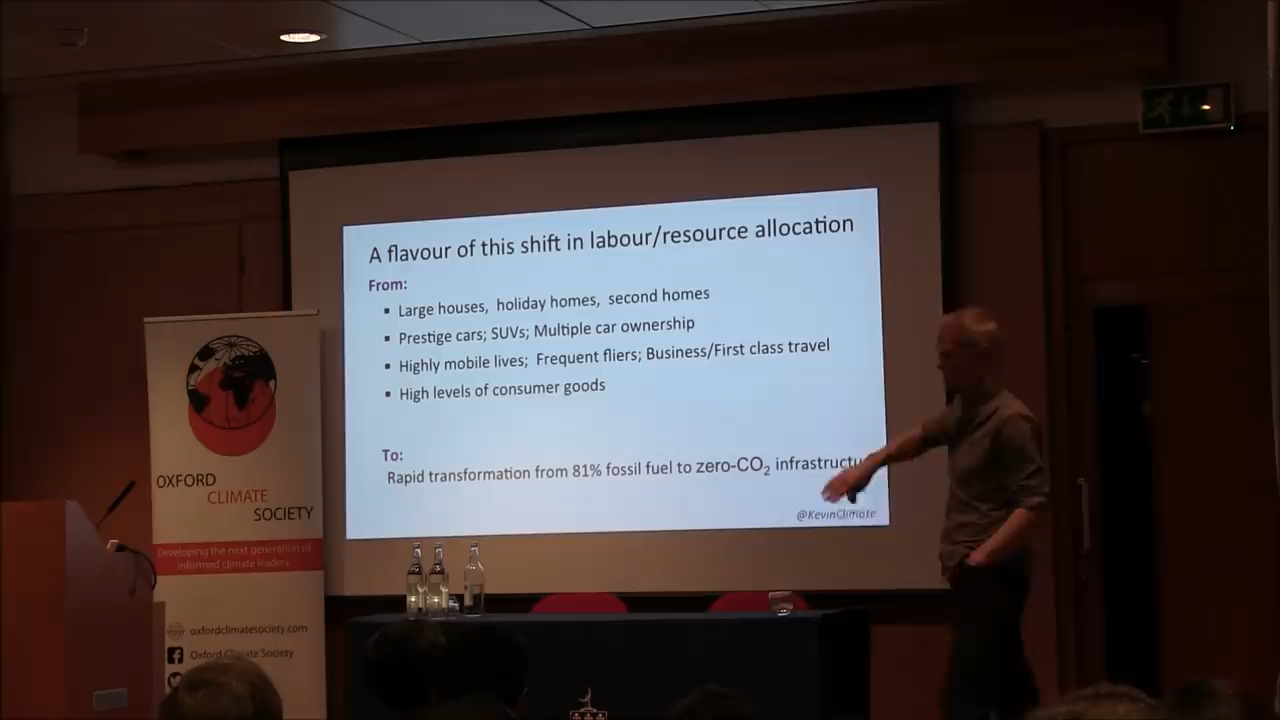 A flavour of this shift in labour/resource allocation
From:
▪ Large houses, holiday homes, second homes
▪ Prestige cars; SUVs; Multiple car ownership
▪ Highly mobile lives; Frequent fliers; Business/First class travel
▪ High levels of consumer goods
To:
Rapid transformation from 81% fossil fuel to zero-CO₂ infrastructu
@KevinClimate
OXFORD
CLIMATE
SOCIETY
Developing the next generation of
informed climate leaders
oxfordclimatesociety.com
Oxford Climate Society